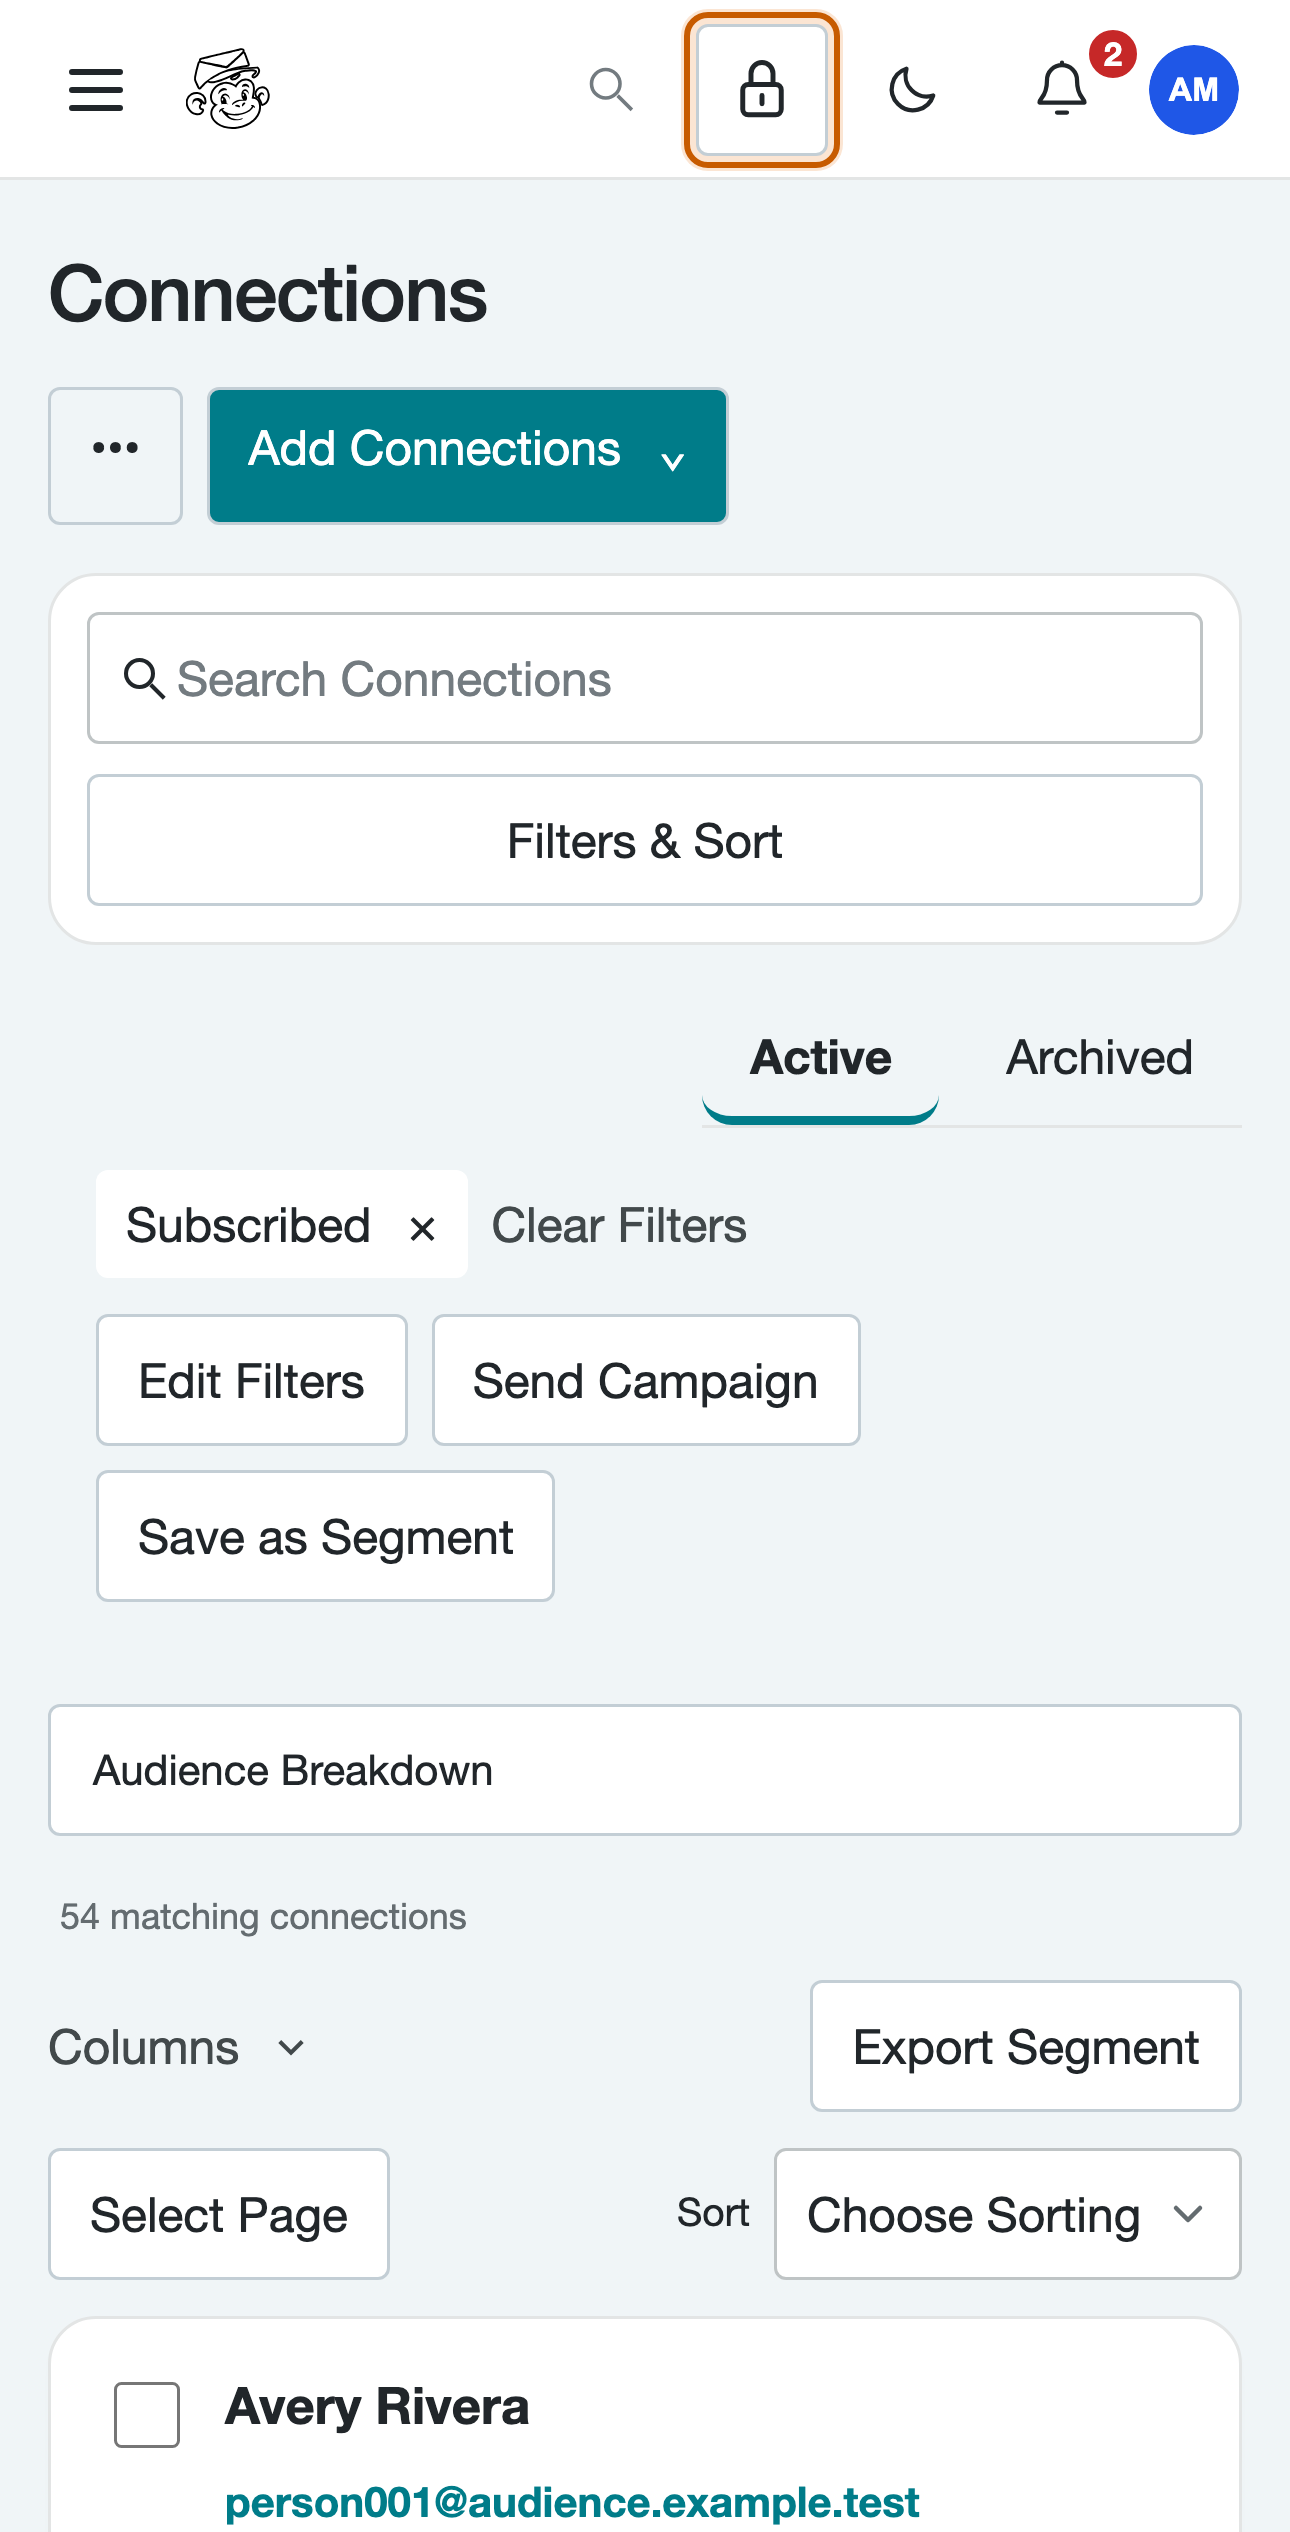 2
AM
Connections
Add Connections
Search Connections
Filters & Sort
Active Archived
Subscribed × Clear Filters
Edit Filters Send Campaign
Save as Segment
Audience Breakdown
54 matching connections
Columns Export Segment
Select Page Sort Choose Sorting
Avery Rivera
person001@audience.example.test